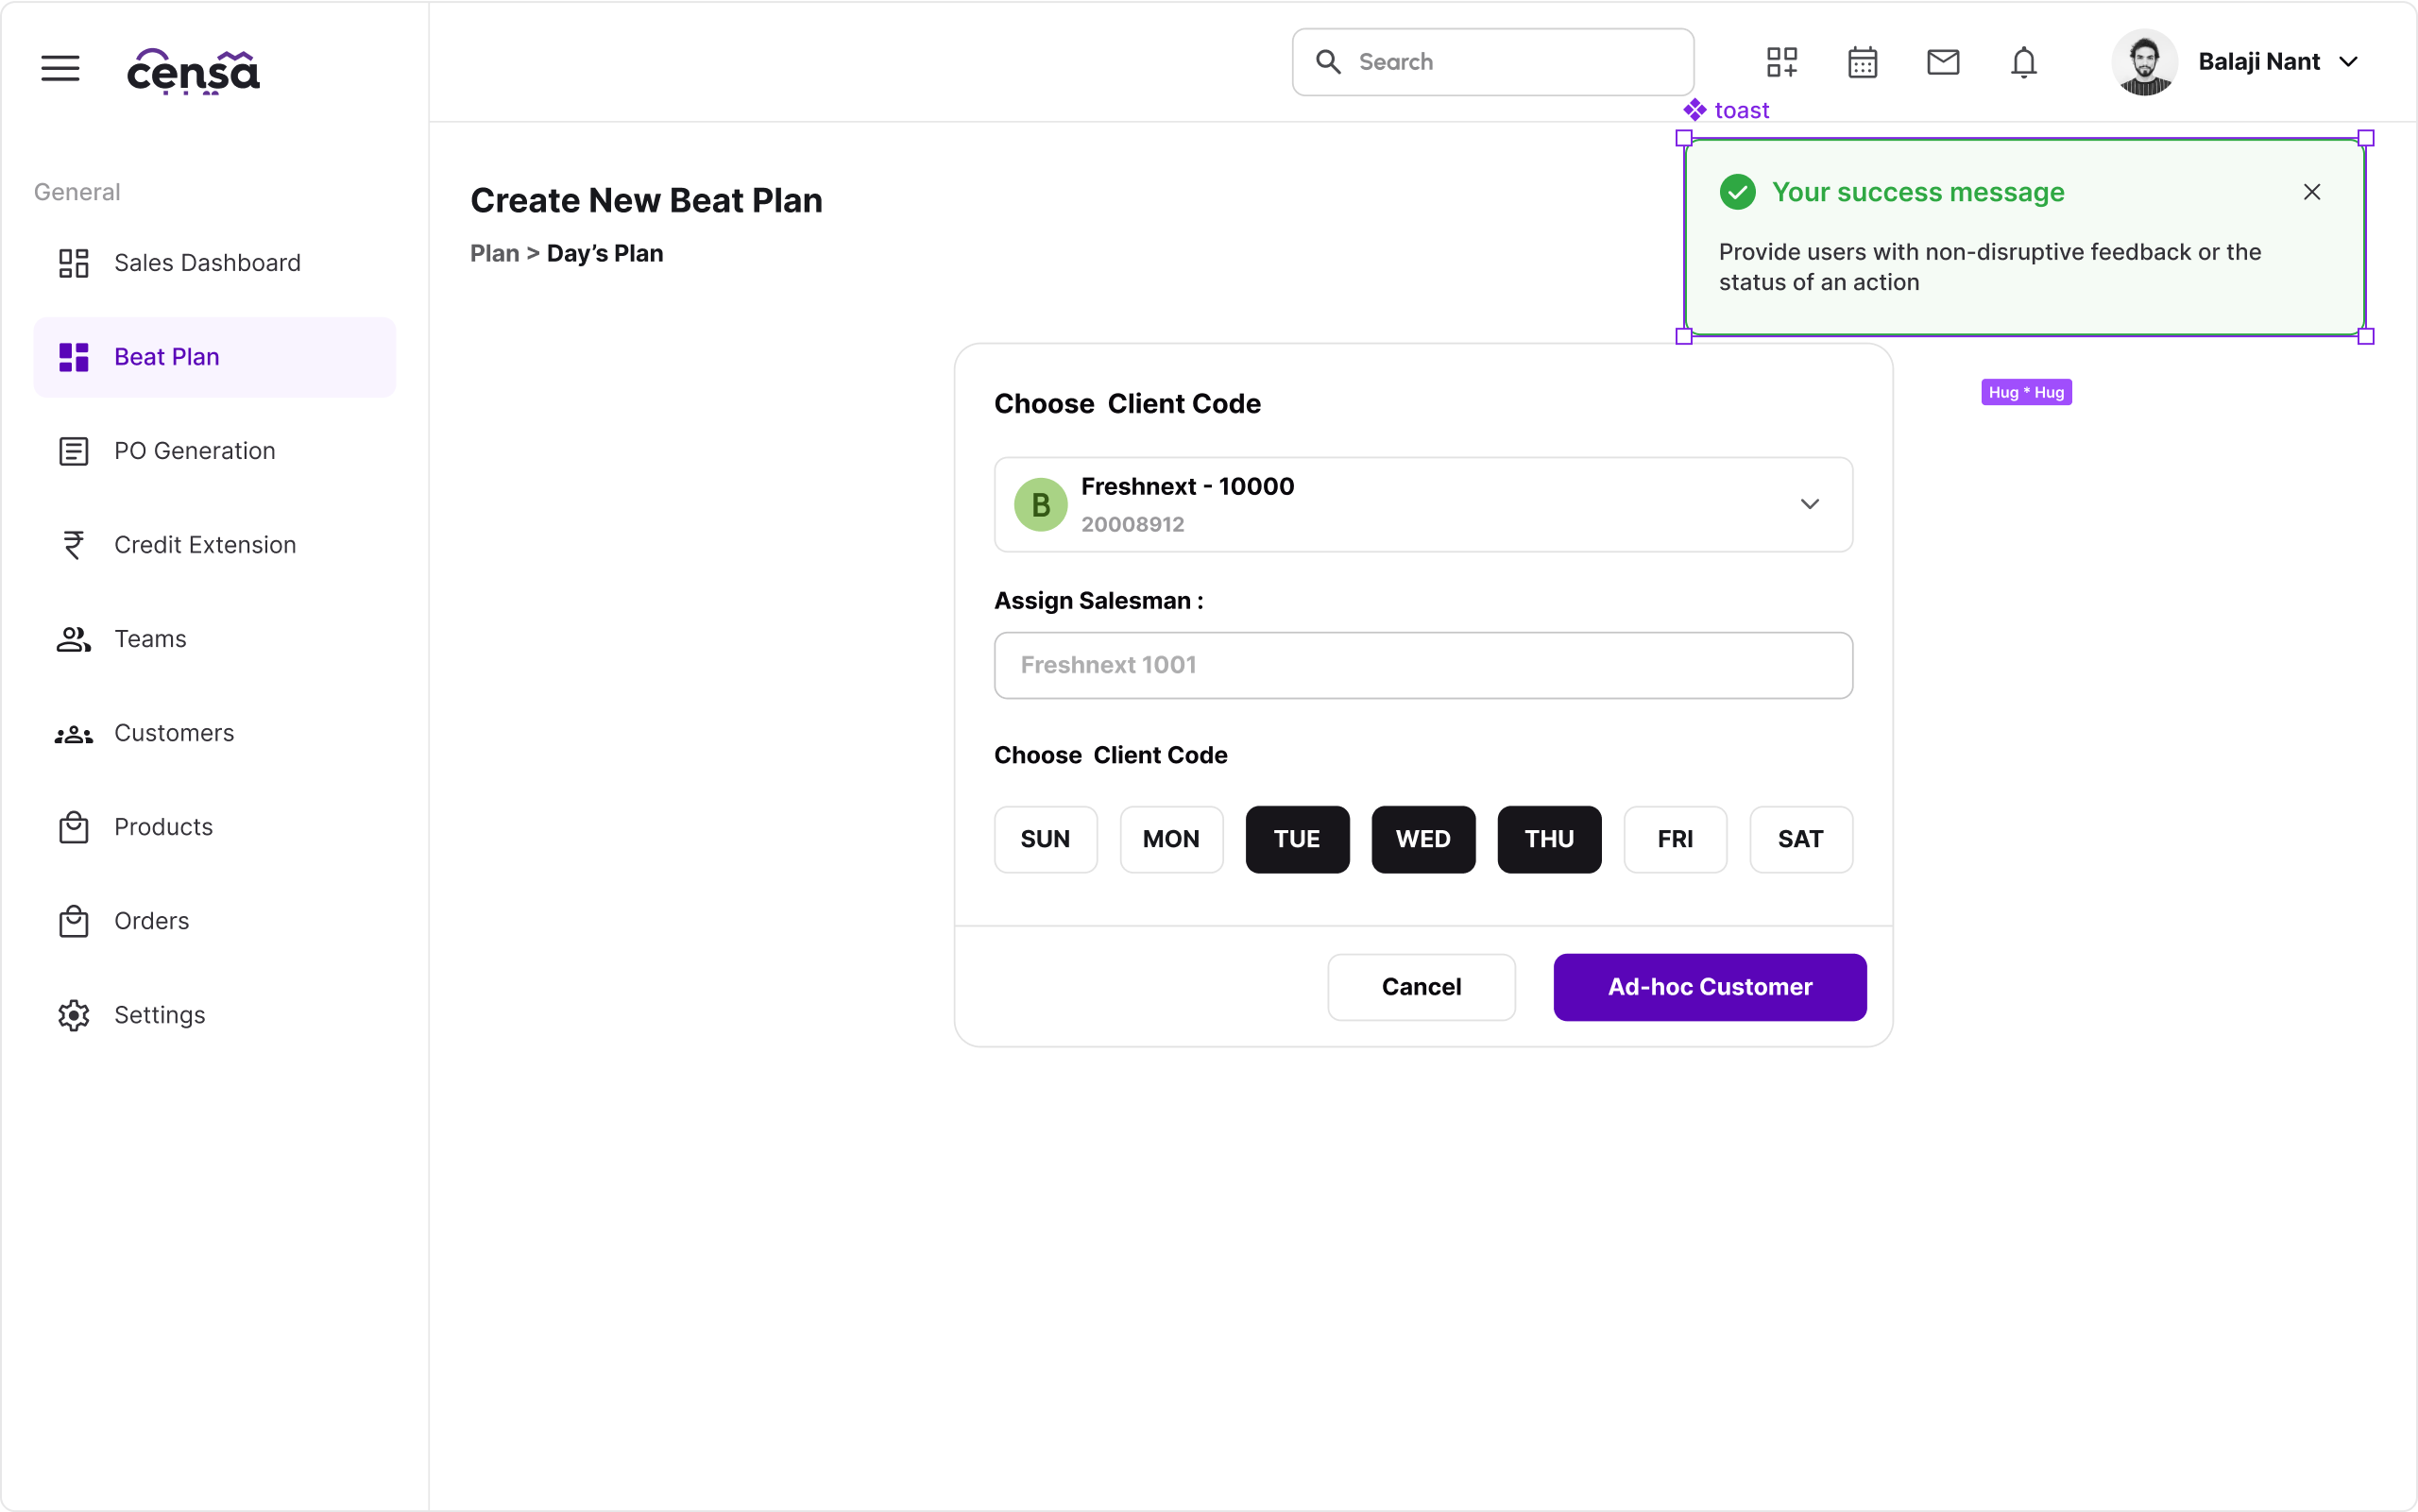 censa
Search
Balaji Nant
toast
General
Sales Dashboard
Beat Plan
PO Generation
Credit Extension
Teams
Customers
Products
Orders
Settings
Create New Beat Plan
Plan > Day’s Plan
Your success message
Provide users with non-disruptive feedback or the
status of an action
Hug * Hug
Choose Client Code
B
Freshnext - 10000
20008912
Assign Salesman :
Freshnext 1001
Choose Client Code
SUN MON TUE WED THU FRI SAT
Cancel
Ad-hoc Customer